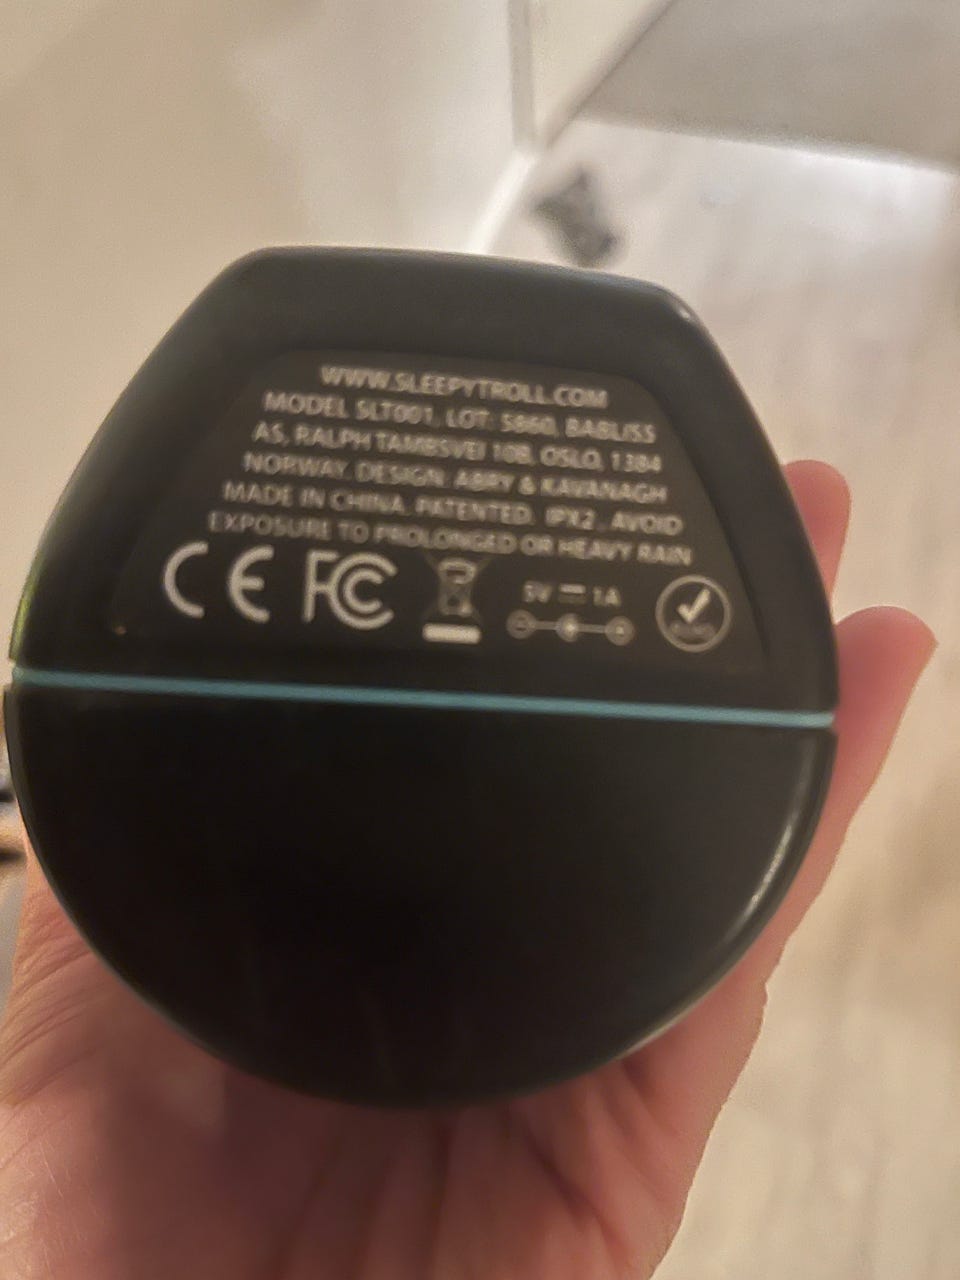 WWW.SLEEPYTROLL.COM
MODEL SLT001, LOT: 5860, BABLISS
AS, RALPH TAMBSVEI 10B, OSLO, 1384
NORWAY. DESIGN: ABRY & KAVANAGH
MADE IN CHINA. PATENTED. IPX2. AVOID
EXPOSURE TO PROLONGED OR HEAVY RAIN
CE FC 5V 1A